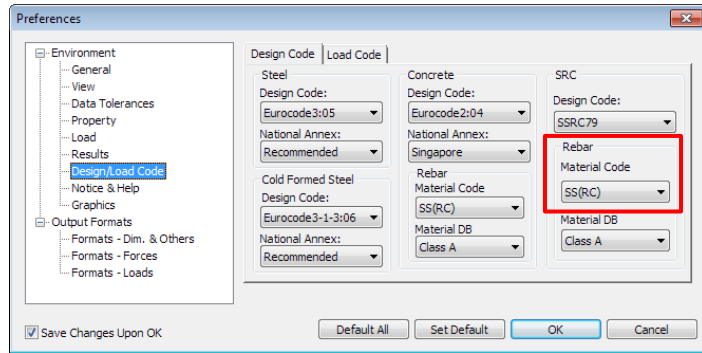 Preferences
Environment
General
View
Data Tolerances
Property
Load
Results
Design/Load Code
Notice & Help
Graphics
Output Formats
Formats - Dim. & Others
Formats - Forces
Formats - Loads
Design Code
Load Code
Steel
Design Code:
Eurocode3:05
National Annex:
Recommended
Cold Formed Steel
Design Code:
Eurocode3-1-3:06
National Annex:
Recommended
Concrete
Design Code:
Eurocode2:04
National Annex:
Singapore
Rebar
Material Code
SS(RC)
Material DB
Class A
SRC
Design Code:
SSRC79
Rebar
Material Code
SS(RC)
Material DB
Class A
Save Changes Upon OK
Default All
Set Default
OK
Cancel